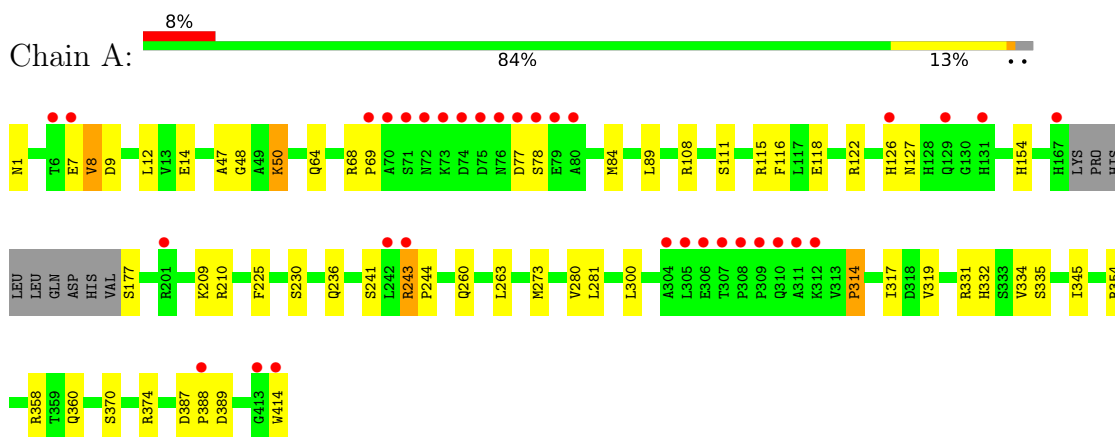 8%
Chain A:
84% 13% • •
N1 T6 E7 V8 D9 L12 V13 E14 A47 G48 A49 K50 Q64 R68 P69 A70 S71 N72 K73 D74 D75 N76 D77 S78 E79 A80 M84 L89 R108 S111 R115 F116 L117 E118 R122 H126 N127 H128 Q129 G130 H131 H154 H167 LYS PRO HIS
LEU LEU GLN ASP HIS VAL S177 R201 K209 R210 F225 S230 Q236 S241 L242 R243 P244 Q260 L263 M273 V280 L281 L300 A304 L305 E306 T307 P308 P309 Q310 A311 K312 V313 P314 I317 D318 V319 R331 H332 S333 V334 S335 I345 R354
R358 T359 Q360 S370 R374 D387 P388 D389 G413 W414